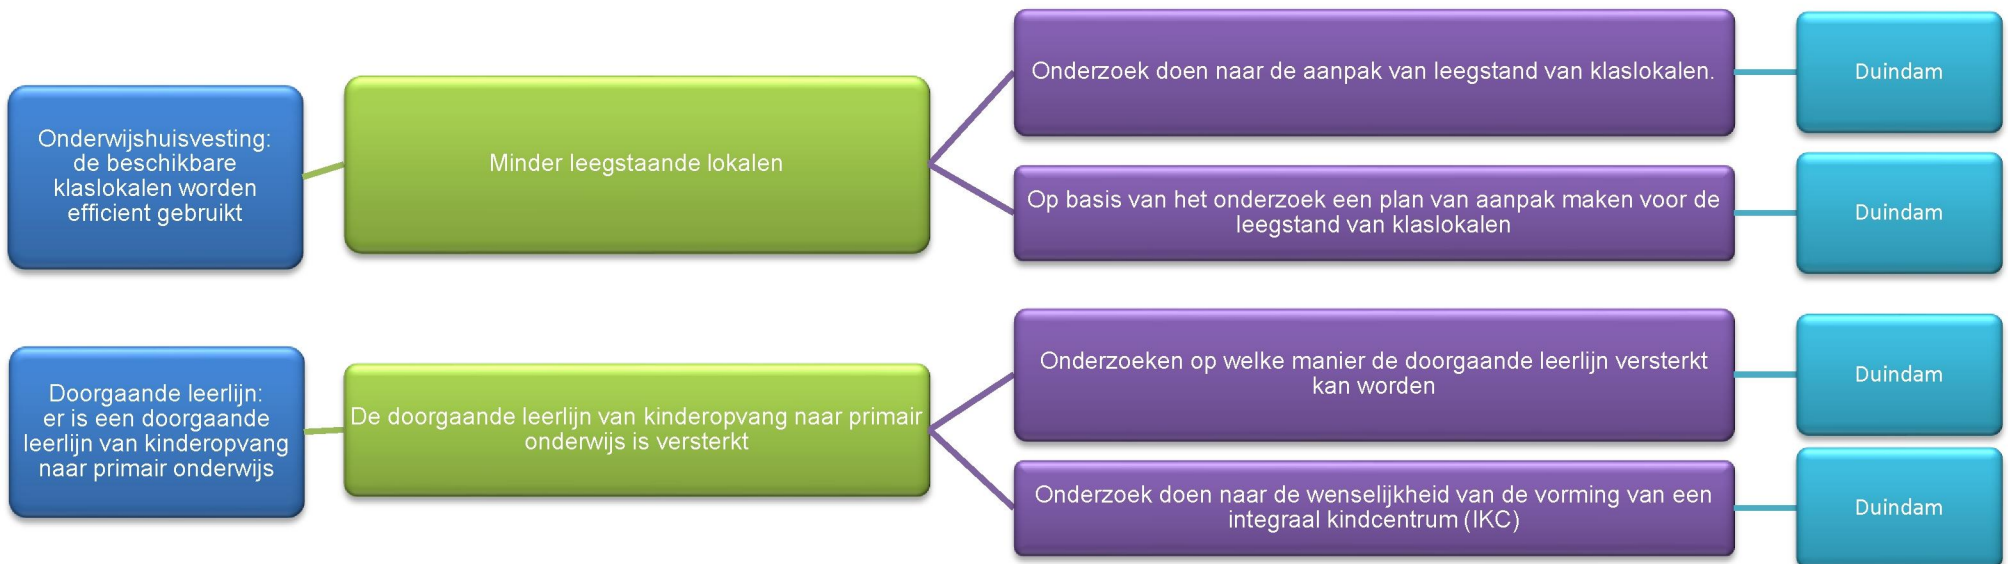 Onderwijshuisvesting:
de beschikbare
klaslokalen worden
efficient gebruikt
Minder leegstaande lokalen
Onderzoek doen naar de aanpak van leegstand van klaslokalen.
Duindam
Op basis van het onderzoek een plan van aanpak maken voor de
leegstand van klaslokalen
Duindam
Doorgaande leerlijn:
er is een doorgaande
leerlijn van kinderopvang
naar primair onderwijs
De doorgaande leerlijn van kinderopvang naar primair
onderwijs is versterkt
Onderzoeken op welke manier de doorgaande leerlijn versterkt
kan worden
Duindam
Onderzoek doen naar de wenselijkheid van de vorming van een
integraal kindcentrum (IKC)
Duindam